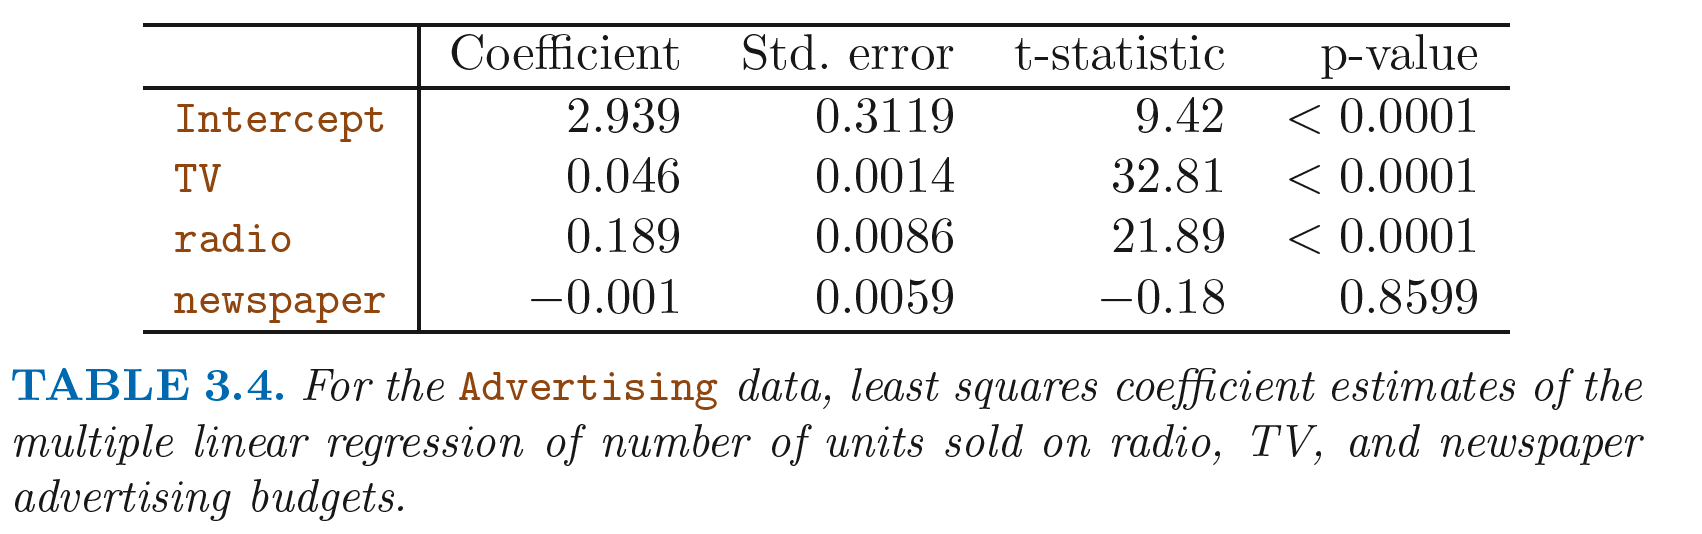 Coefficient Std. error t-statistic p-value
Intercept 2.939 0.3119 9.42 < 0.0001
TV 0.046 0.0014 32.81 < 0.0001
radio 0.189 0.0086 21.89 < 0.0001
newspaper −0.001 0.0059 −0.18 0.8599
TABLE 3.4. For the Advertising data, least squares coefficient estimates of the
multiple linear regression of number of units sold on radio, TV, and newspaper
advertising budgets.